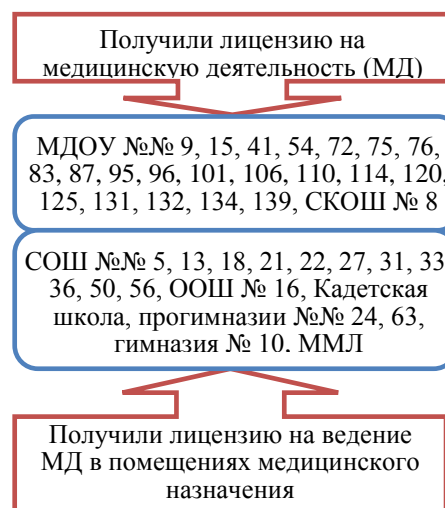 Получили лицензию на
медицинскую деятельность (МД)
МДОУ №№ 9, 15, 41, 54, 72, 75, 76,
83, 87, 95, 96, 101, 106, 110, 114, 120,
125, 131, 132, 134, 139, СКОШ № 8
СОШ №№ 5, 13, 18, 21, 22, 27, 31, 33,
36, 50, 56, ООШ № 16, Кадетская
школа, прогимназии №№ 24, 63,
гимназия № 10, ММЛ
Получили лицензию на ведение
МД в помещениях медицинского
назначения